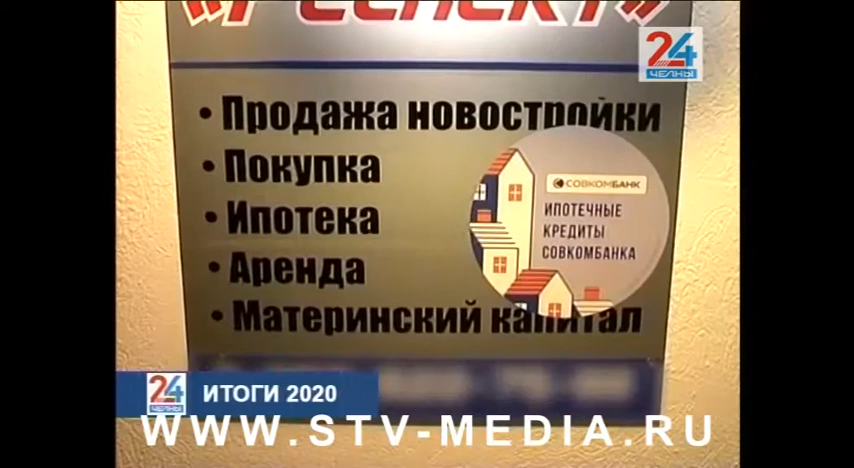 «РЕСПЕКТ»
24
ЧЕЛНЫ
• Продажа новостройки
• Покупка
• Ипотека
• Аренда
• Материнский капитал
СОВКОМБАНК
ИПОТЕЧНЫЕ
КРЕДИТЫ
СОВКОМБАНКА
24
ЧЕЛНЫ
ИТОГИ 2020
WWW.STV-MEDIA.RU